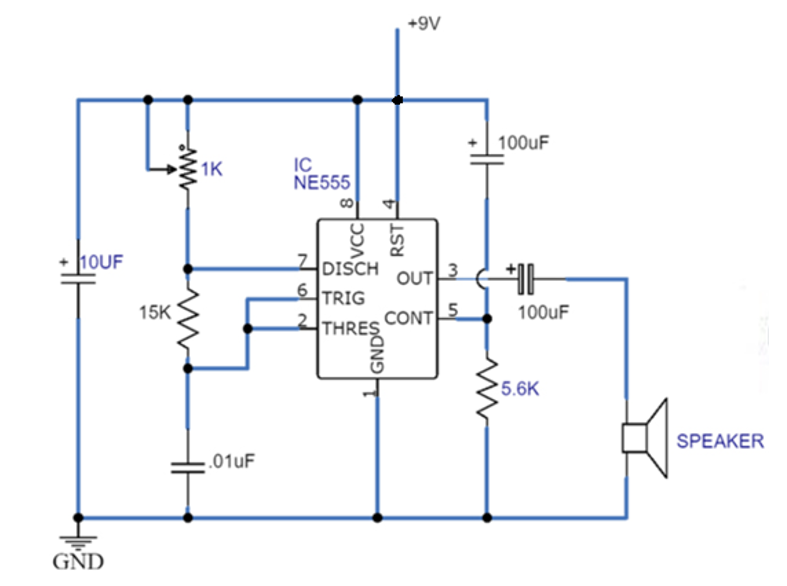 +9V
+ 100uF
1K
IC
NE555
8
4
VCC
RST
+ 10UF
7 DISCH
OUT 3
+
6 TRIG
15K
100uF
CONT 5
2 THRES
GND
5.6K
1
SPEAKER
.01uF
GND